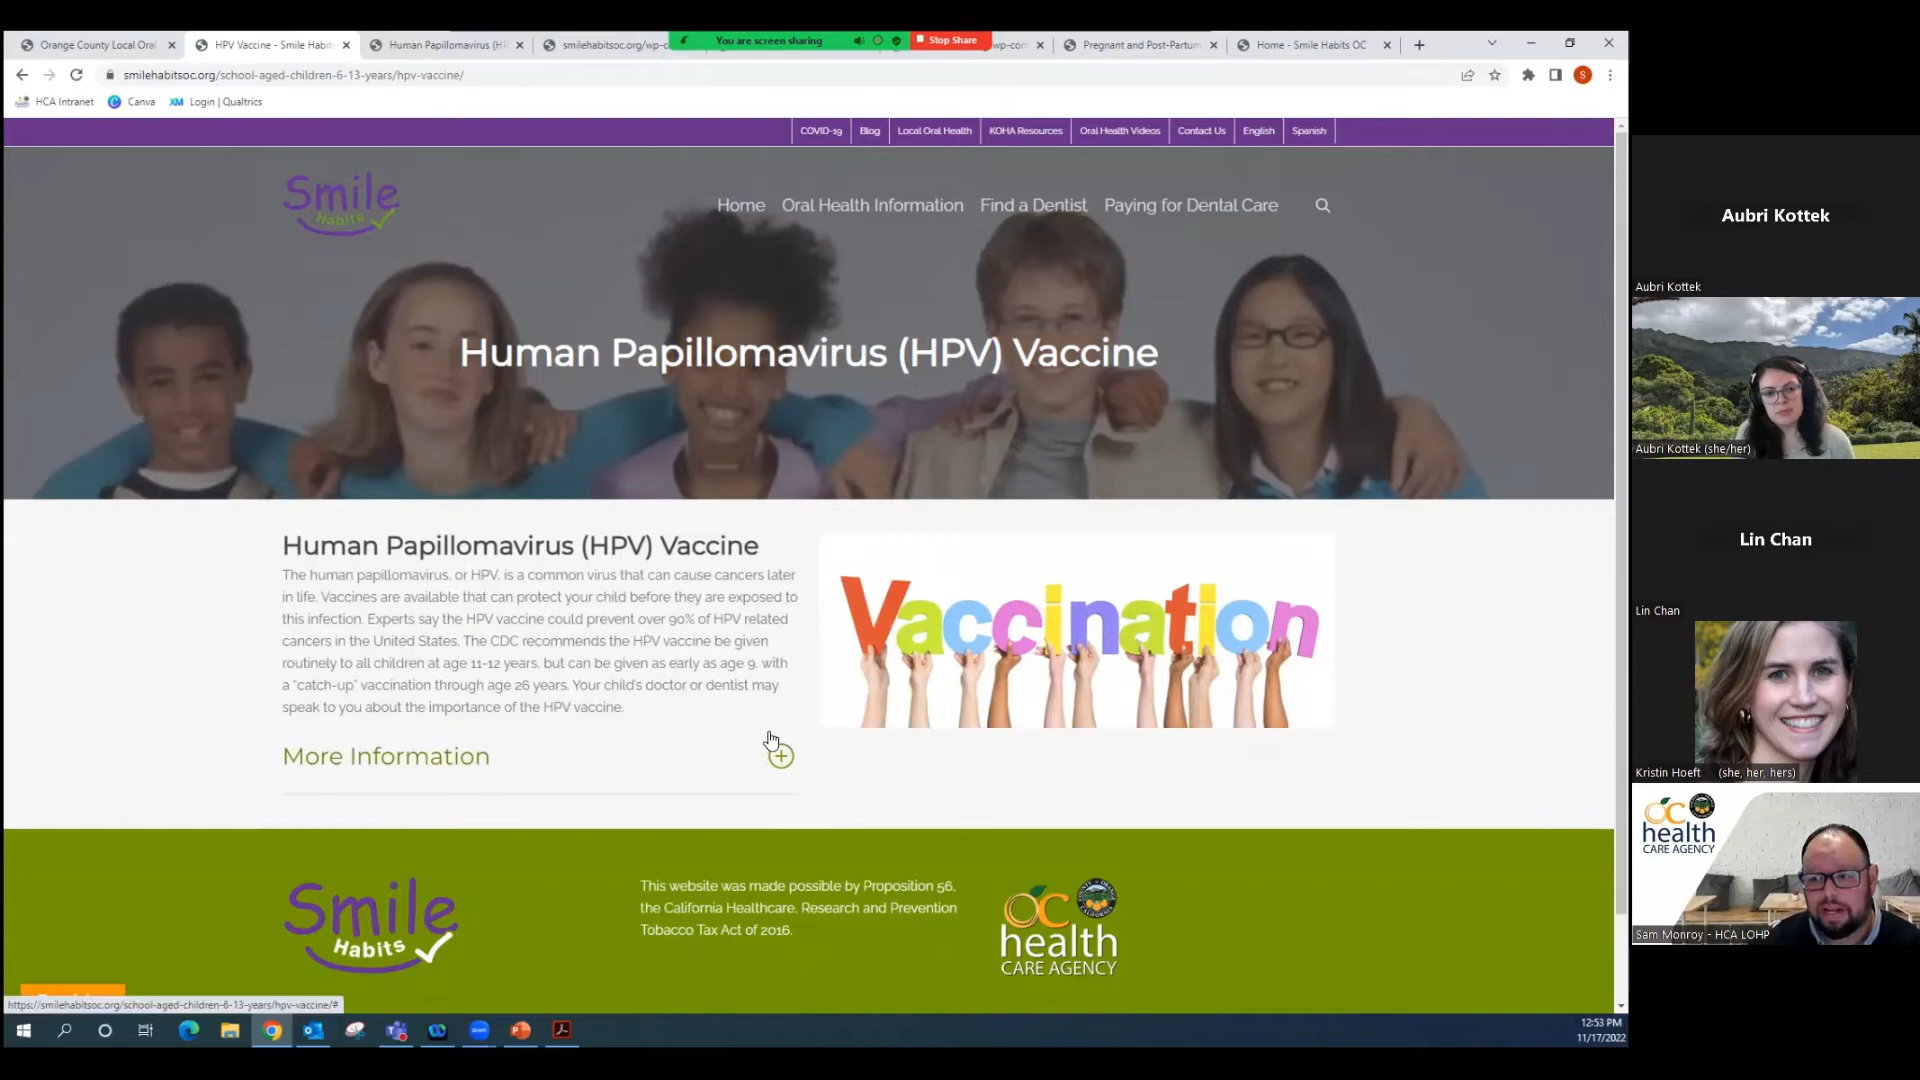 Orange County Local Oral
HPV Vaccine - Smile Habits
Human Papillomavirus (H
smilehabitsoc.org/wp-c
You are screen sharing
Stop Share
wp-con
Pregnant and Post-Partum
Home - Smile Habits OC
smilehabitsoc.org/school-aged-children-6-13-years/hpv-vaccine/
S
HCA Intranet
Canva
XM Login | Qualtrics
COVID-19
Blog
Local Oral Health
KOHA Resources
Oral Health Videos
Contact Us
English
Spanish
Smile
Habits
Home
Oral Health Information
Find a Dentist
Paying for Dental Care
Human Papillomavirus (HPV) Vaccine
Human Papillomavirus (HPV) Vaccine
The human papillomavirus, or HPV, is a common virus that can cause cancers later
in life. Vaccines are available that can protect your child before they are exposed to
this infection. Experts say the HPV vaccine could prevent over 90% of HPV related
cancers in the United States. The CDC recommends the HPV vaccine be given
routinely to all children at age 11-12 years, but can be given as early as age 9, with
a "catch-up" vaccination through age 26 years. Your child's doctor or dentist may
speak to you about the importance of the HPV vaccine.
More Information
Vaccination
Smile
Habits
This website was made possible by Proposition 56,
the California Healthcare, Research and Prevention
Tobacco Tax Act of 2016.
OC
health
CARE AGENCY
https://smilehabitsoc.org/school-aged-children-6-13-years/hpv-vaccine/#
12:53 PM
11/17/2022
Aubri Kottek
Aubri Kottek
Aubri Kottek (she/her)
Lin Chan
Lin Chan
Kristin Hoeft (she, her, hers)
OC
health
CARE AGENCY
Sam Monroy - HCA LOHP